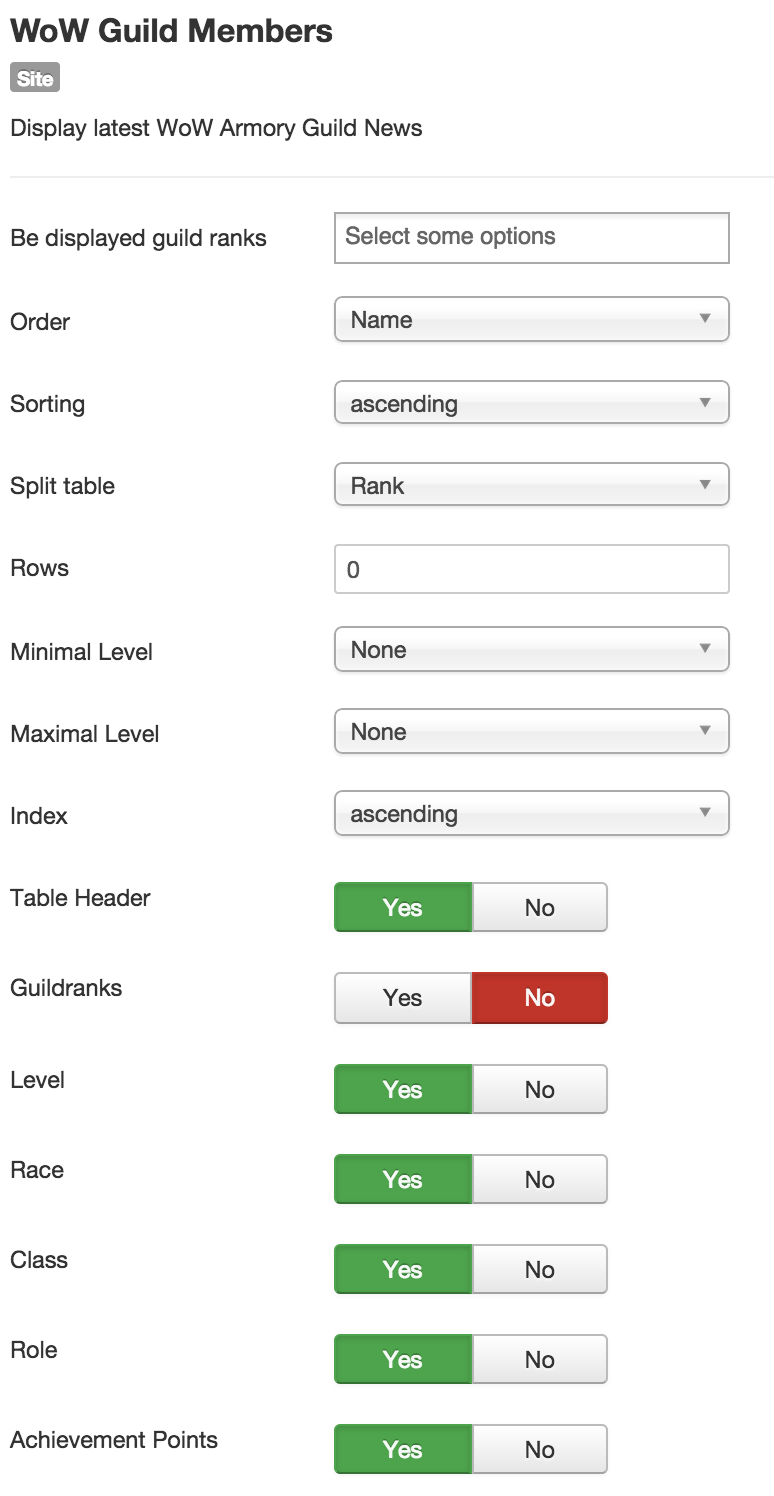 WoW Guild Members
Site
Display latest WoW Armory Guild News
Be displayed guild ranks Select some options
Order Name
Sorting ascending
Split table Rank
Rows 0
Minimal Level None
Maximal Level None
Index ascending
Table Header Yes No
Guildranks Yes No
Level Yes No
Race Yes No
Class Yes No
Role Yes No
Achievement Points Yes No